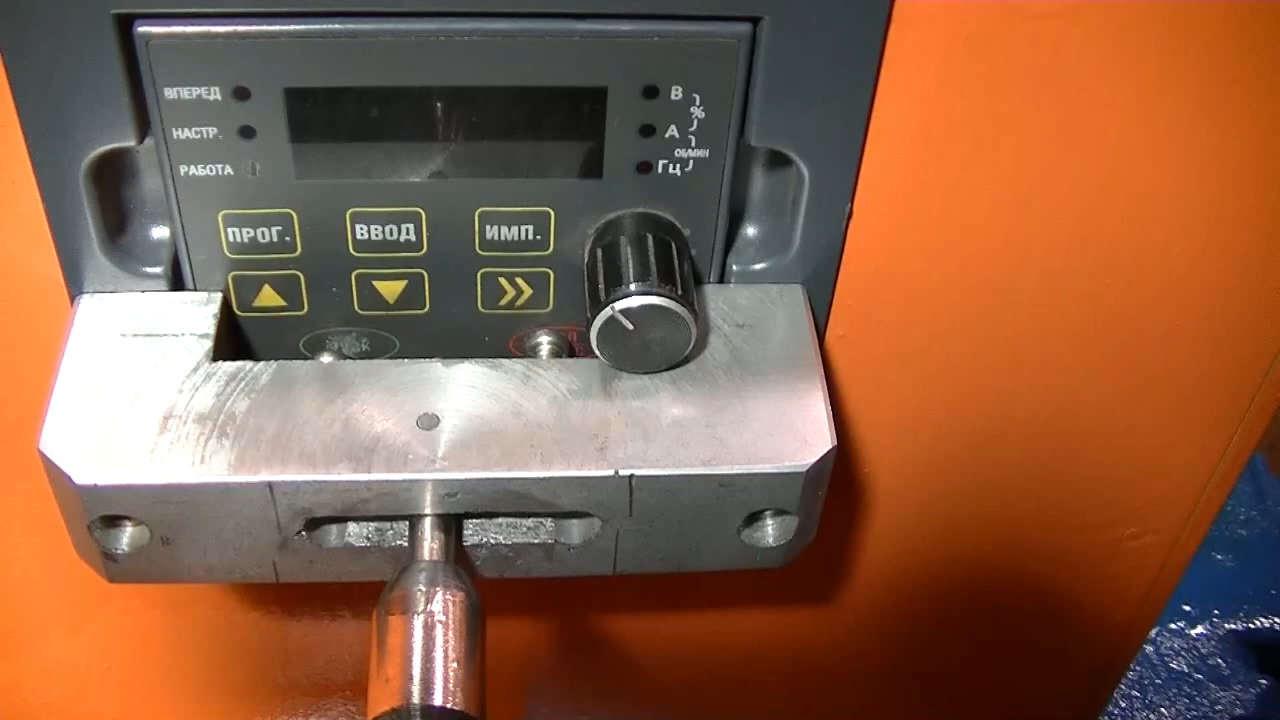 ВПЕРЕД
НАСТР.
РАБОТА
В
%
А
ОБ/МИН
Гц
ПРОГ.
ВВОД
ИМП.